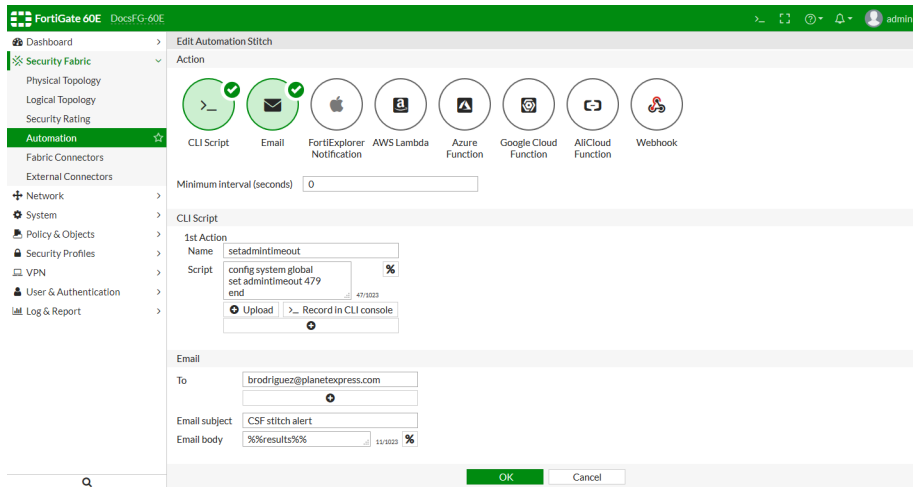 FortiGate 60E DocsFG-60E
>_ admin
Dashboard
Security Fabric
Physical Topology
Logical Topology
Security Rating
Automation
Fabric Connectors
External Connectors
Network
System
Policy & Objects
Security Profiles
VPN
User & Authentication
Log & Report
Edit Automation Stitch
Action
CLI Script
Email
FortiExplorer
Notification
AWS Lambda
Azure
Function
Google Cloud
Function
AliCloud
Function
Webhook
Minimum interval (seconds) 0
CLI Script
1st Action
Name setadmintimeout
Script config system global
set admintimeout 479
end
47/1023
%
Upload >_ Record in CLI console
Email
To brodriguez@planetexpress.com
Email subject CSF stitch alert
Email body %%results%% 11/1023 %
OK Cancel